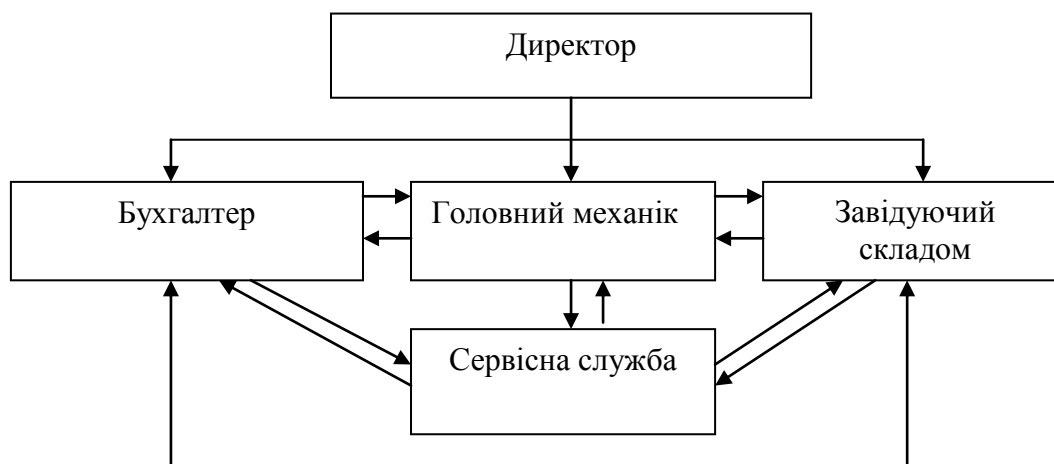 Директор
Бухгалтер
Головний механік
Завідуючий
складом
Сервісна служба